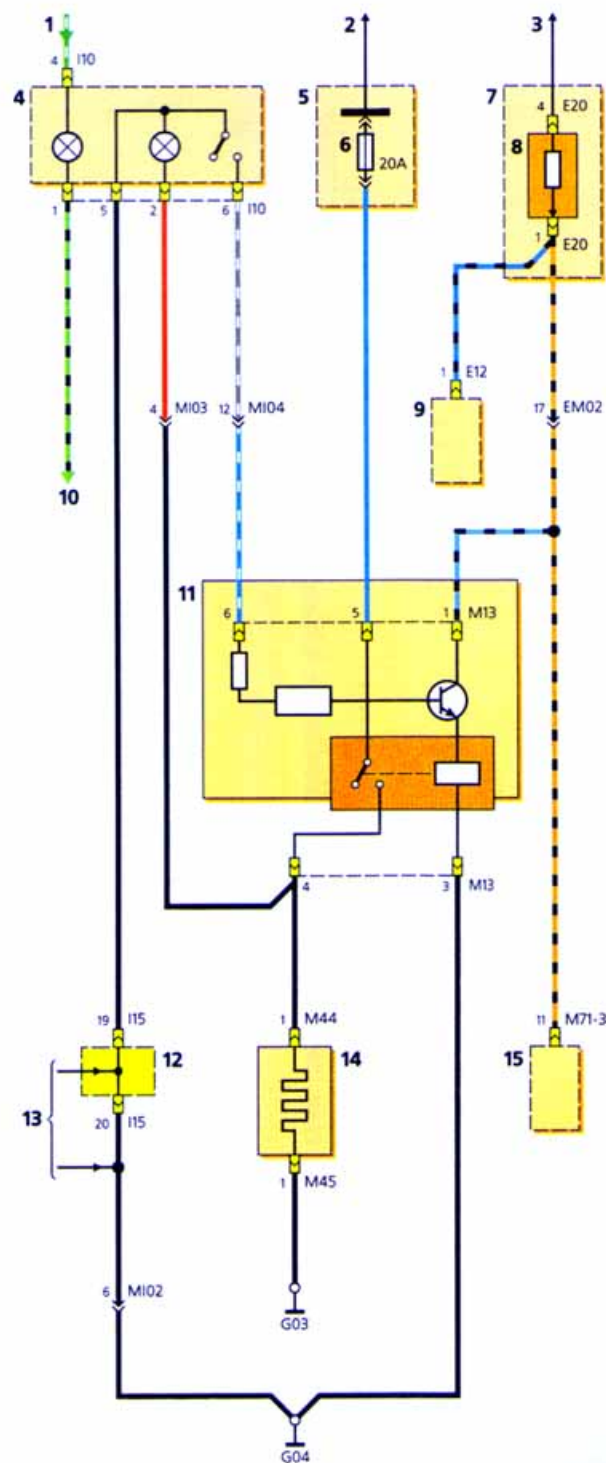 1 2 3
4 I10
4 5 7
4 E20
6 20A 8
1 5 2 6 I10
1 E20
1 E12
4 MI03 12 MI04 9 17 EM02
10
11
6 5 1 M13
4 3 M13
19 I15 1 M44 11 M71-3
12 14 15
13
20 I15
1 M45
6 MI02
G03
G04